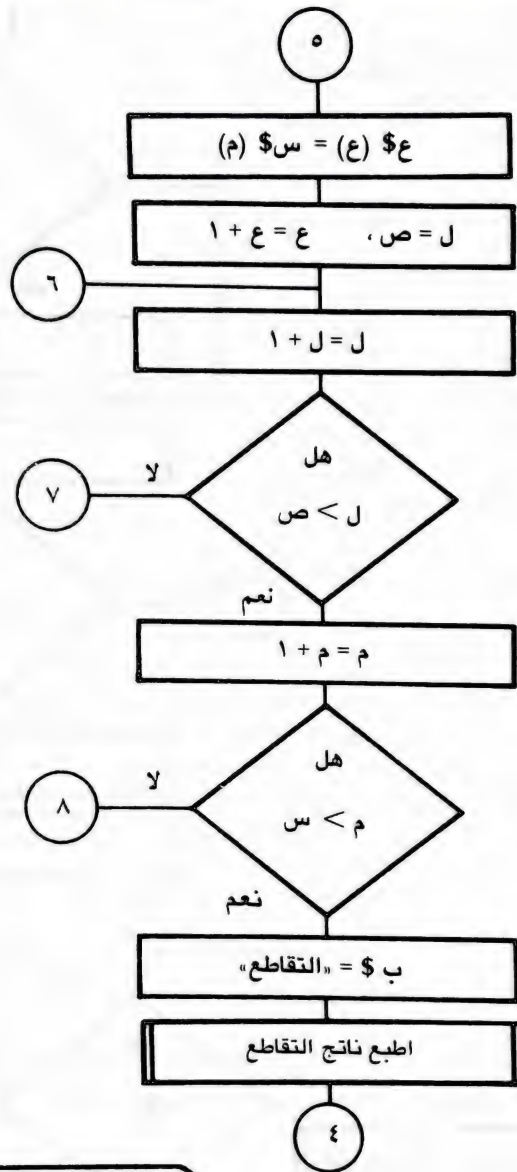 ٥
ع$ (ع) = س$ (م)
ل = ص ، ع = ع + ١
٦
ل = ل + ١
هل
ل > ص
لا
٧
نعم
م = م + ١
هل
م > س
لا
٨
نعم
ب $ = «التقاطع»
اطبع ناتج التقاطع
٤